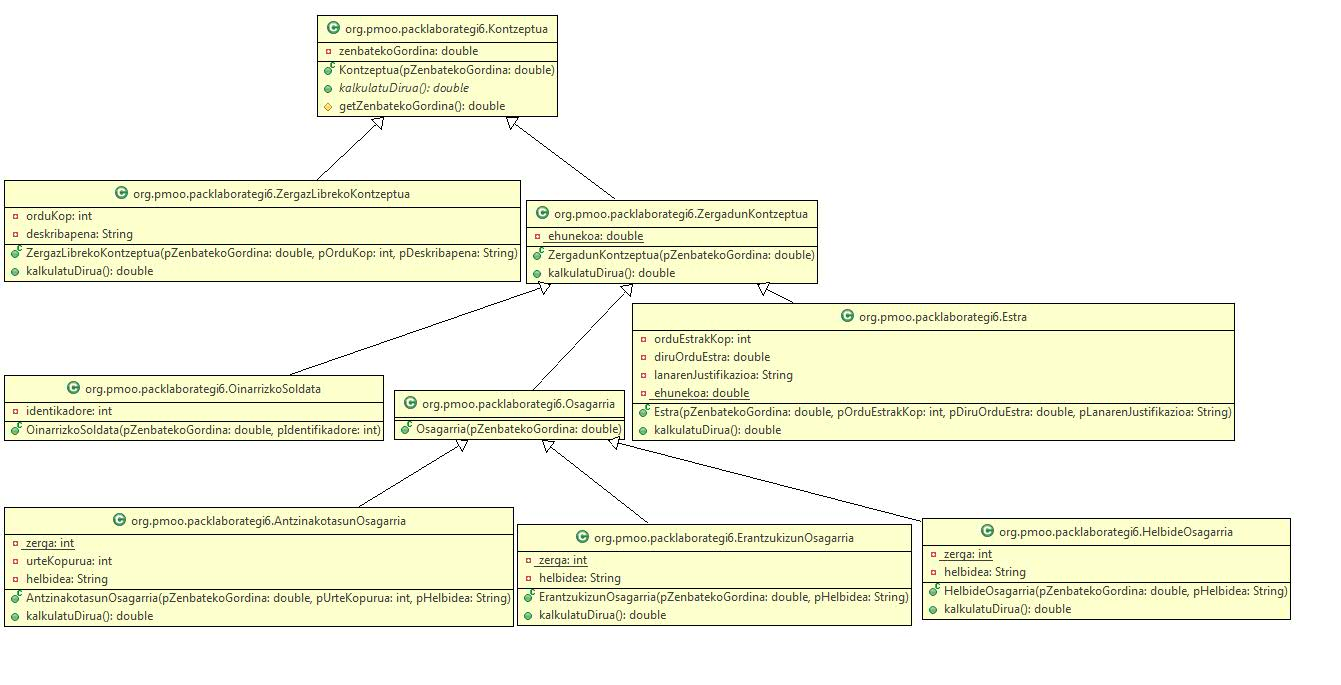 org.pmoo.packlaborategi6.Kontzeptua
zenbatekoGordina: double
Kontzeptua(pZenbatekoGordina: double)
kalkulatuDirua(): double
getZenbatekoGordina(): double
org.pmoo.packlaborategi6.ZergazLibrekoKontzeptua
orduKop: int
deskribapena: String
ZergazLibrekoKontzeptua(pZenbatekoGordina: double, pOrduKop: int, pDeskribapena: String)
kalkulatuDirua(): double
org.pmoo.packlaborategi6.ZergadunKontzeptua
ehunekoa: double
ZergadunKontzeptua(pZenbatekoGordina: double)
kalkulatuDirua(): double
org.pmoo.packlaborategi6.Estra
orduEstrakKop: int
diruOrduEstra: double
lanarenJustifikazioa: String
ehunekoa: double
Estra(pZenbatekoGordina: double, pOrduEstrakKop: int, pDiruOrduEstra: double, pLanarenJustifikazioa: String)
kalkulatuDirua(): double
org.pmoo.packlaborategi6.OinarrizkoSoldata
identikadore: int
OinarrizkoSoldata(pZenbatekoGordina: double, pIdentifikadore: int)
org.pmoo.packlaborategi6.Osagarria
Osagarria(pZenbatekoGordina: double)
org.pmoo.packlaborategi6.AntzinakotasunOsagarria
zerga: int
urteKopurua: int
helbidea: String
AntzinakotasunOsagarria(pZenbatekoGordina: double, pUrteKopurua: int, pHelbidea: String)
kalkulatuDirua(): double
org.pmoo.packlaborategi6.ErantzukizunOsagarria
zerga: int
helbidea: String
ErantzukizunOsagarria(pZenbatekoGordina: double, pHelbidea: String)
kalkulatuDirua(): double
org.pmoo.packlaborategi6.HelbideOsagarria
zerga: int
helbidea: String
HelbideOsagarria(pZenbatekoGordina: double, pHelbidea: String)
kalkulatuDirua(): double